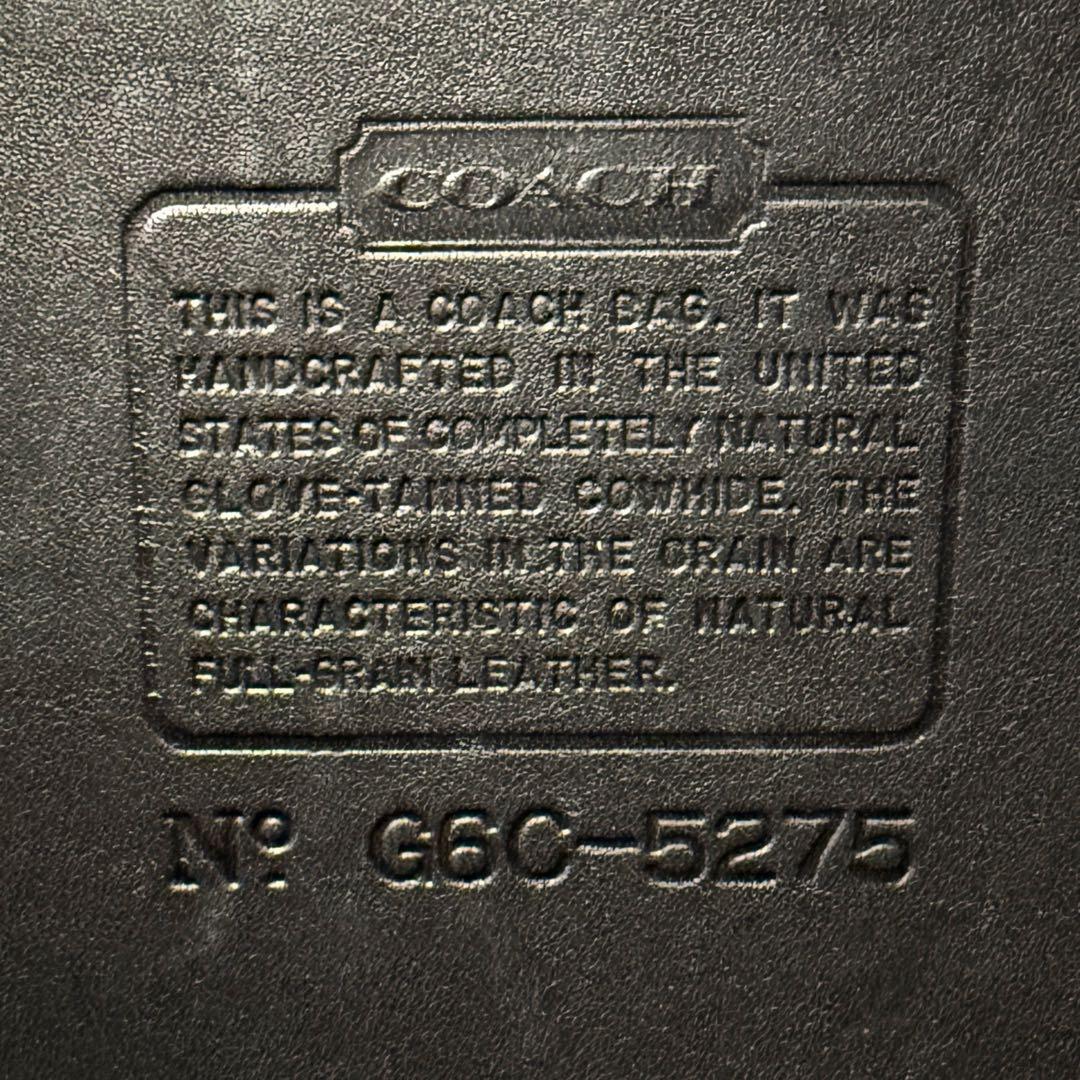 COACH
THIS IS A COACH BAG. IT WAS
HANDCRAFTED IN THE UNITED
STATES OF COMPLETELY NATURAL
GLOVE-TANNED COWHIDE. THE
VARIATIONS IN THE GRAIN ARE
CHARACTERISTIC OF NATURAL
FULL-GRAIN LEATHER.
Nº G6C-5275